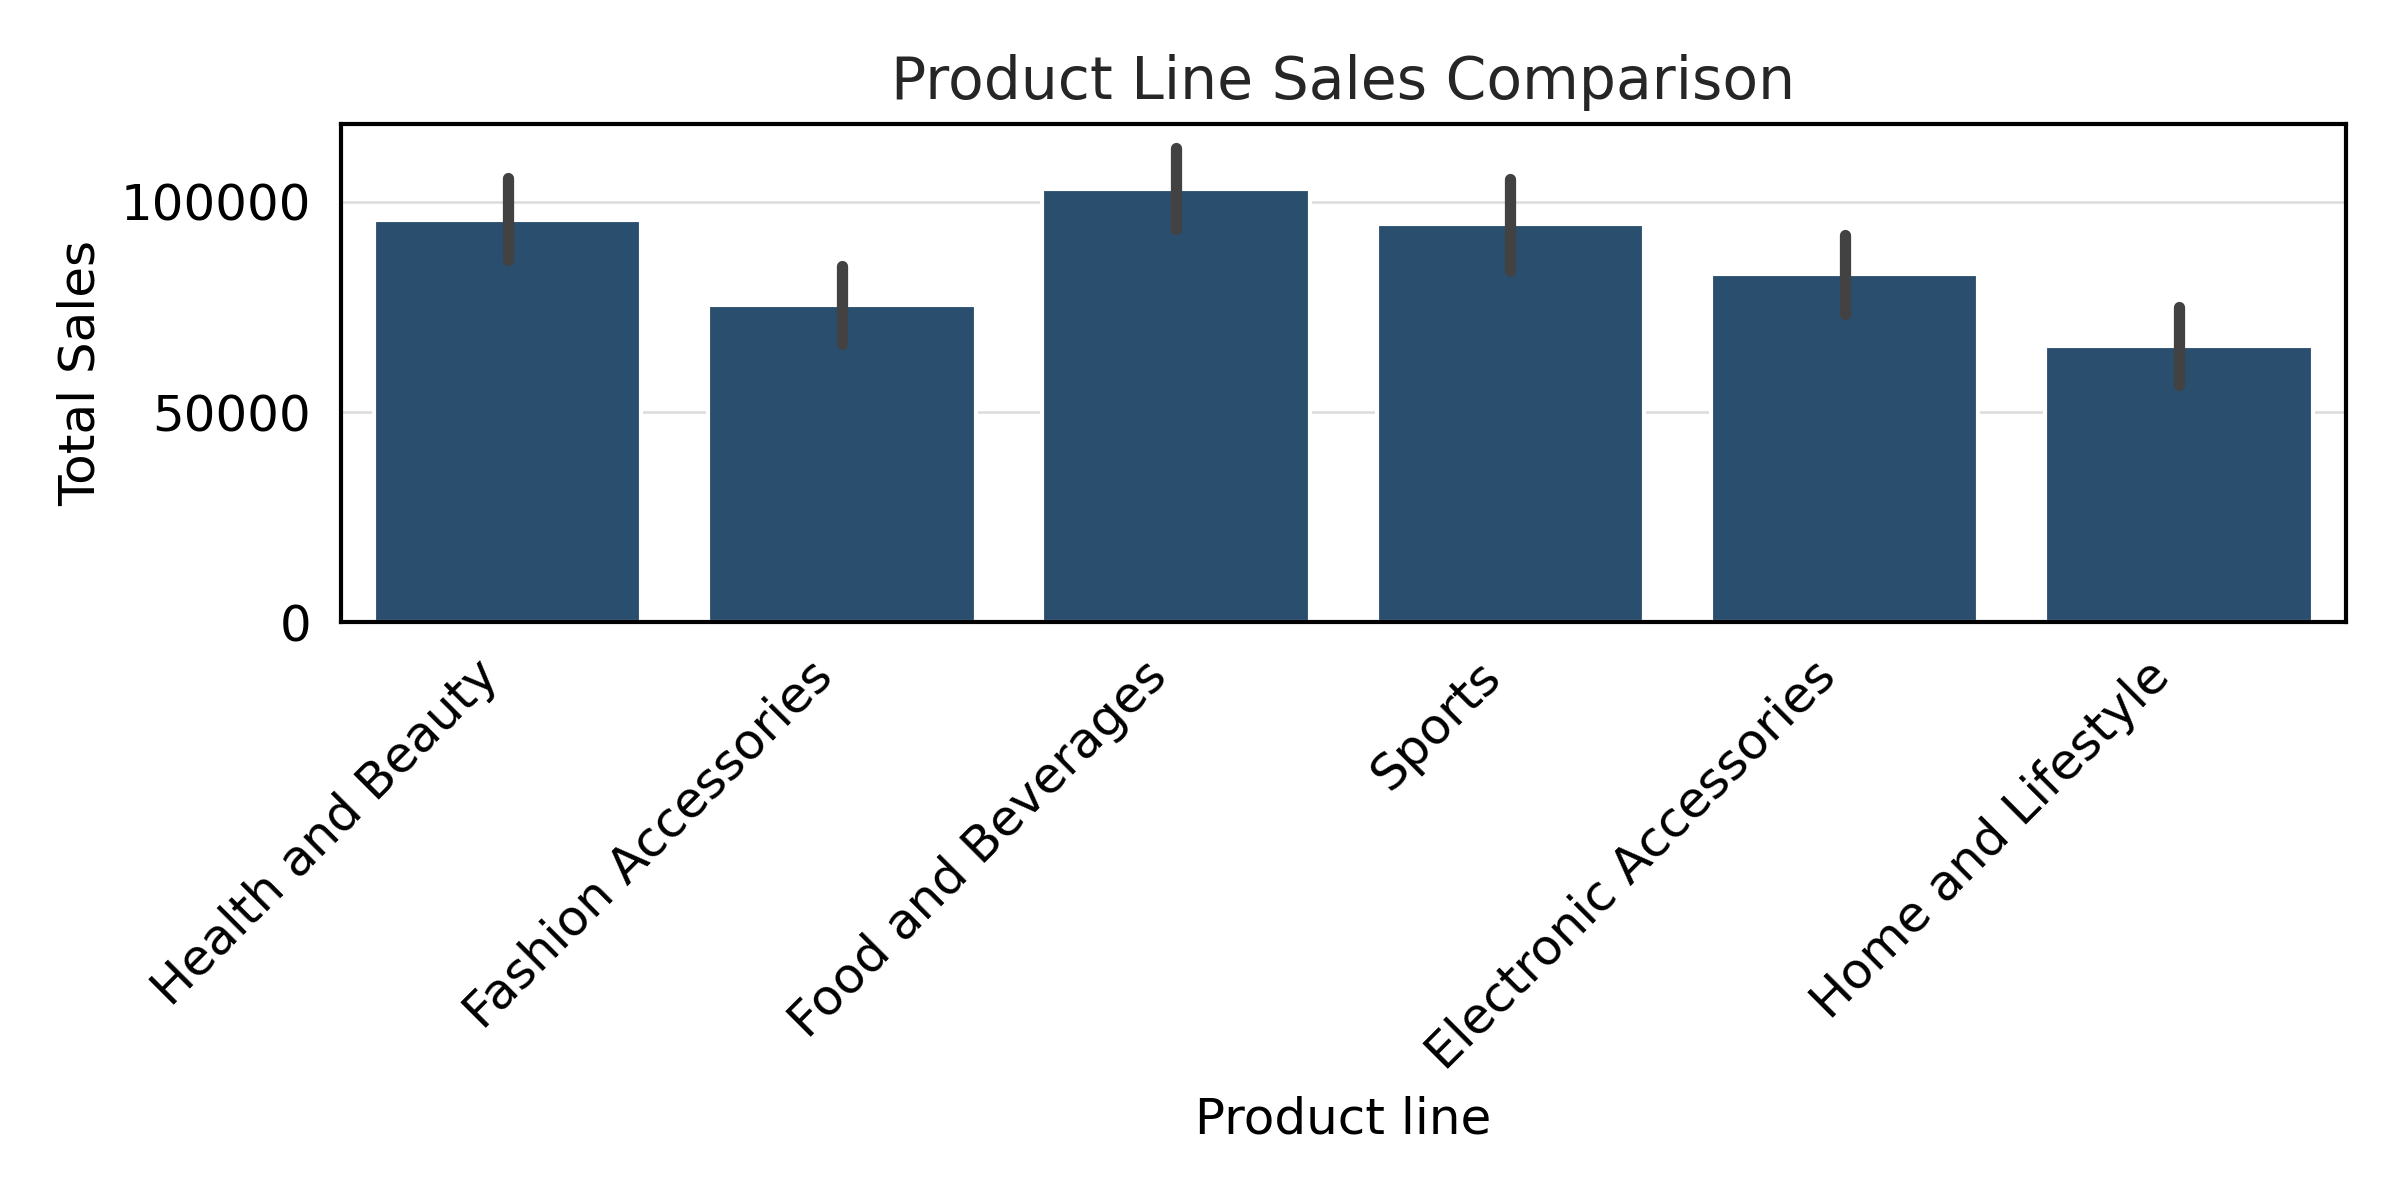 Product Line Sales Comparison
Total Sales
100000
50000
0
Health and Beauty
Fashion Accessories
Food and Beverages
Sports
Electronic Accessories
Home and Lifestyle
Product line